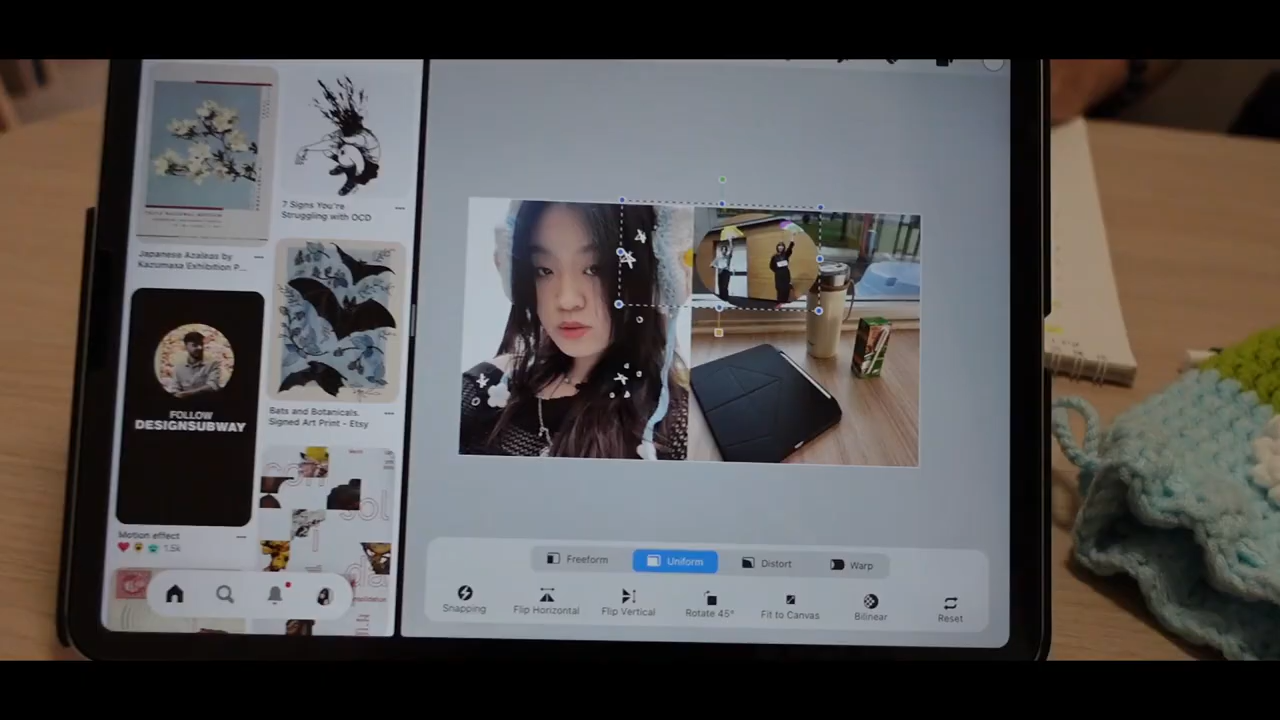 Japanese Azaleas by
Kazumasa Exhibition P...
7 Signs You're
Struggling with OCD
FOLLOW
DESIGNSUBWAY
Bats and Botanicals.
Signed Art Print - Etsy
Motion effect
1.5k
Freeform
Uniform
Distort
Warp
Snapping
Flip Horizontal
Flip Vertical
Rotate 45°
Fit to Canvas
Bilinear
Reset